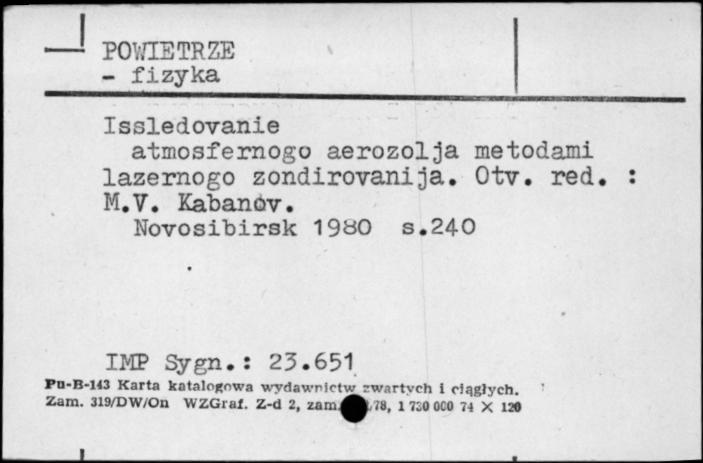 POWIETRZE
- fizyka
Issledovanie
atmosfernogo aerozolja metodami
lazernogo zondirovanija. Otv. red. :
M.V. Kabanov.
Novosibirsk 1980 s.240
IMP Sygn.: 23.651
Pu-B-143 Karta katalogowa wydawnictw zwartych i ciągłych.
Zam. 319/DW/On WZGraf. Z-d 2, zam. 78, 1 730 000 74 X 120